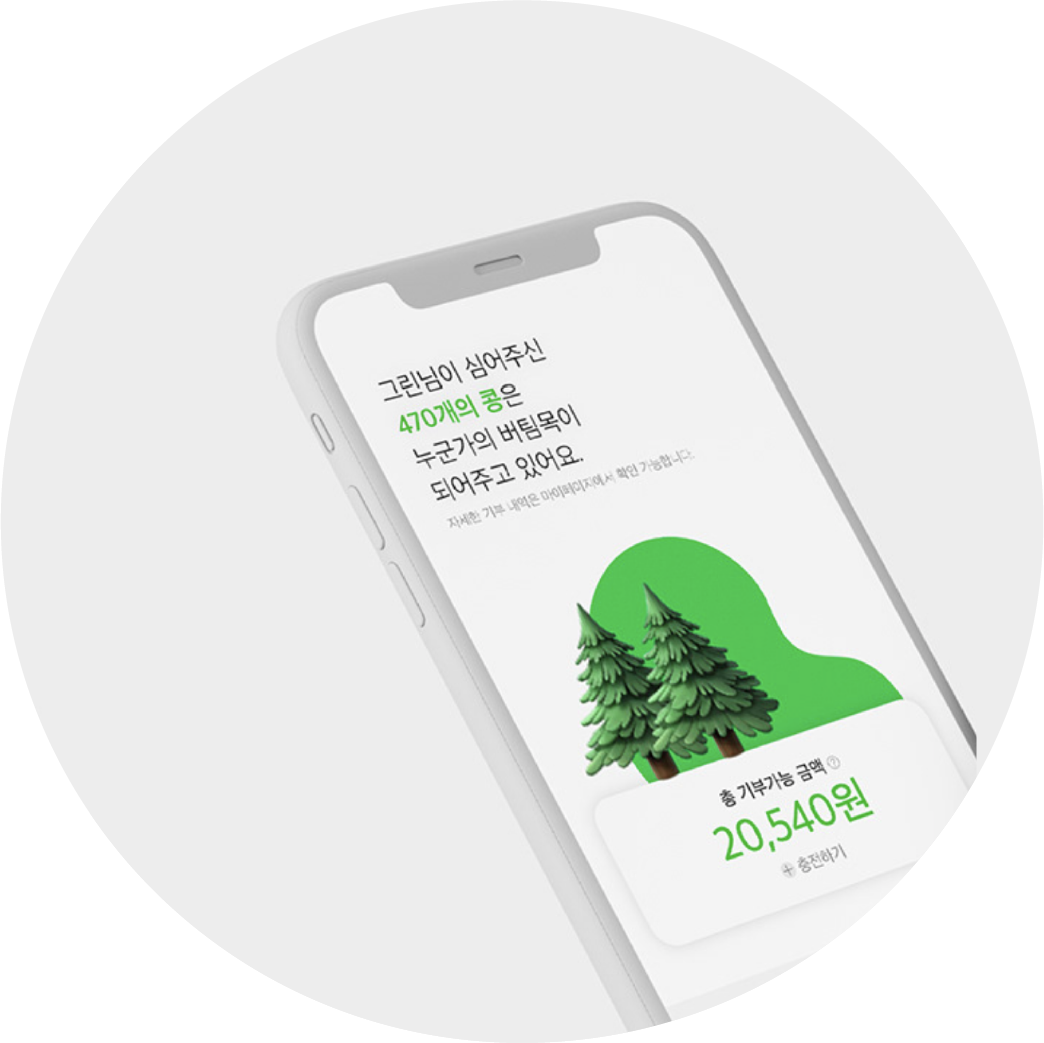 그린님이 심어주신
470개의 콩은
누군가의 버팀목이
되어주고 있어요.
자세한 기부 내역은 마이페이지에서 확인 가능합니다.
총 기부가능 금액 ?
20,540원
+ 충전하기